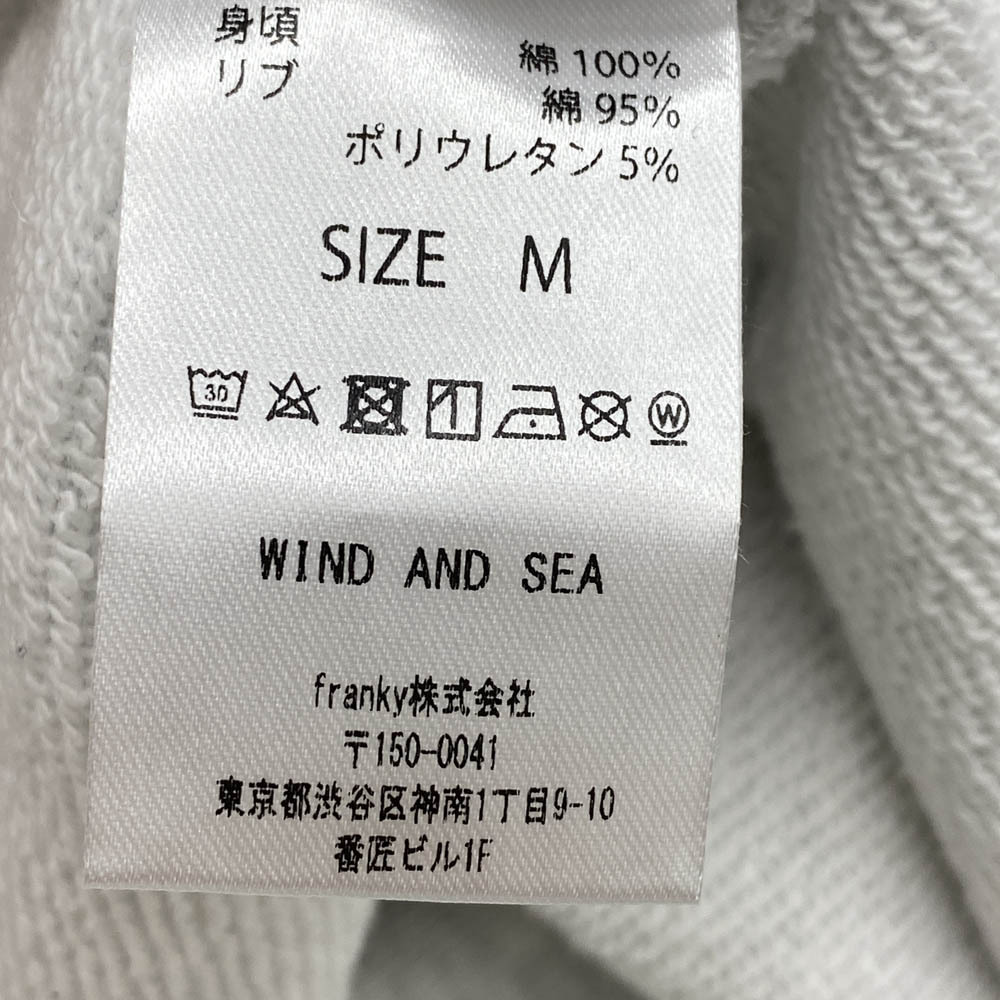 身頃 綿 100%
リブ 綿 95%
ポリウレタン 5%
SIZE M
30 W
WIND AND SEA
franky株式会社
〒150-0041
東京都渋谷区神南1丁目9-10
番匠ビル1F